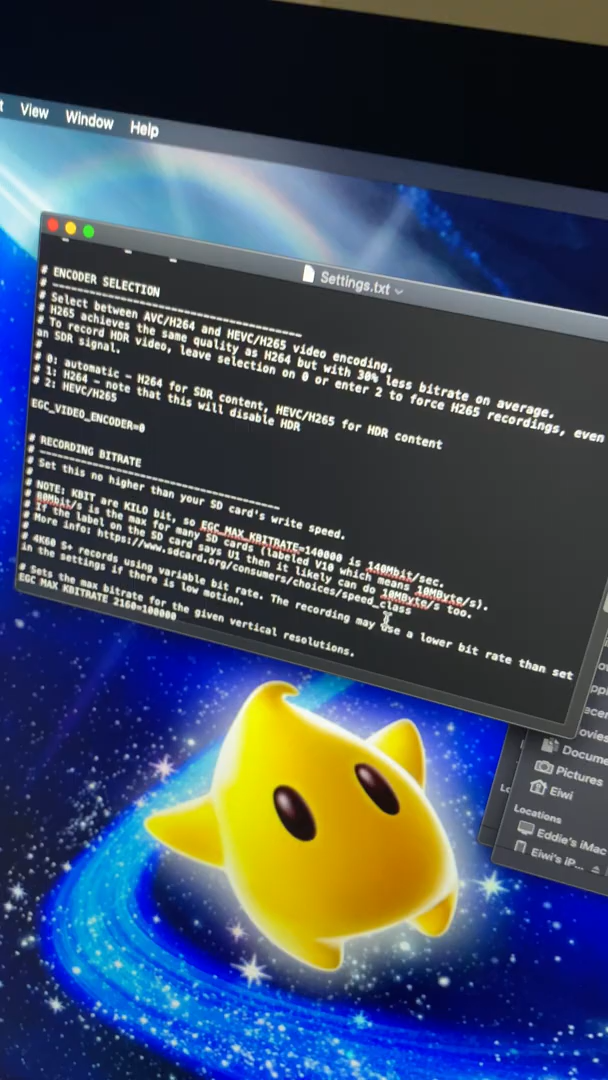 View Window Help
Settings.txt
# ENCODER SELECTION
# Select between AVC/H264 and HEVC/H265 video encoding.
# H265 achieves the same quality as H264 but with 30% less bitrate on average.
# To record HDR video, leave selection on 0 or enter 2 to force H265 recordings, even
an SDR signal.
# 0: automatic – H264 for SDR content, HEVC/H265 for HDR content
# 1: H264 – note that this will disable HDR
# 2: HEVC/H265
EGC_VIDEO_ENCODER=0
# RECORDING BITRATE
# Set this no higher than your SD card's write speed.
# NOTE: KBIT are KILO bit, so EGC_MAX_KBITRATE=140000 is 140Mbit/sec.
# 80Mbit/s is the max for many SD cards (labeled V10 which means 10MByte/s).
# If the label on the SD card says U1 then it likely can do 10MByte/s too.
# More info: https://www.sdcard.org/consumers/choices/speed_class
# 4K60 S+ records using variable bit rate. The recording may use a lower bit rate than set
in the settings if there is low motion.
# Sets the max bitrate for the given vertical resolutions.
EGC_MAX_KBITRATE_2160=100000
ovies
Docume
Pictures
Eiwi
Locations
Eddie's iMac
Eiwi's iP...